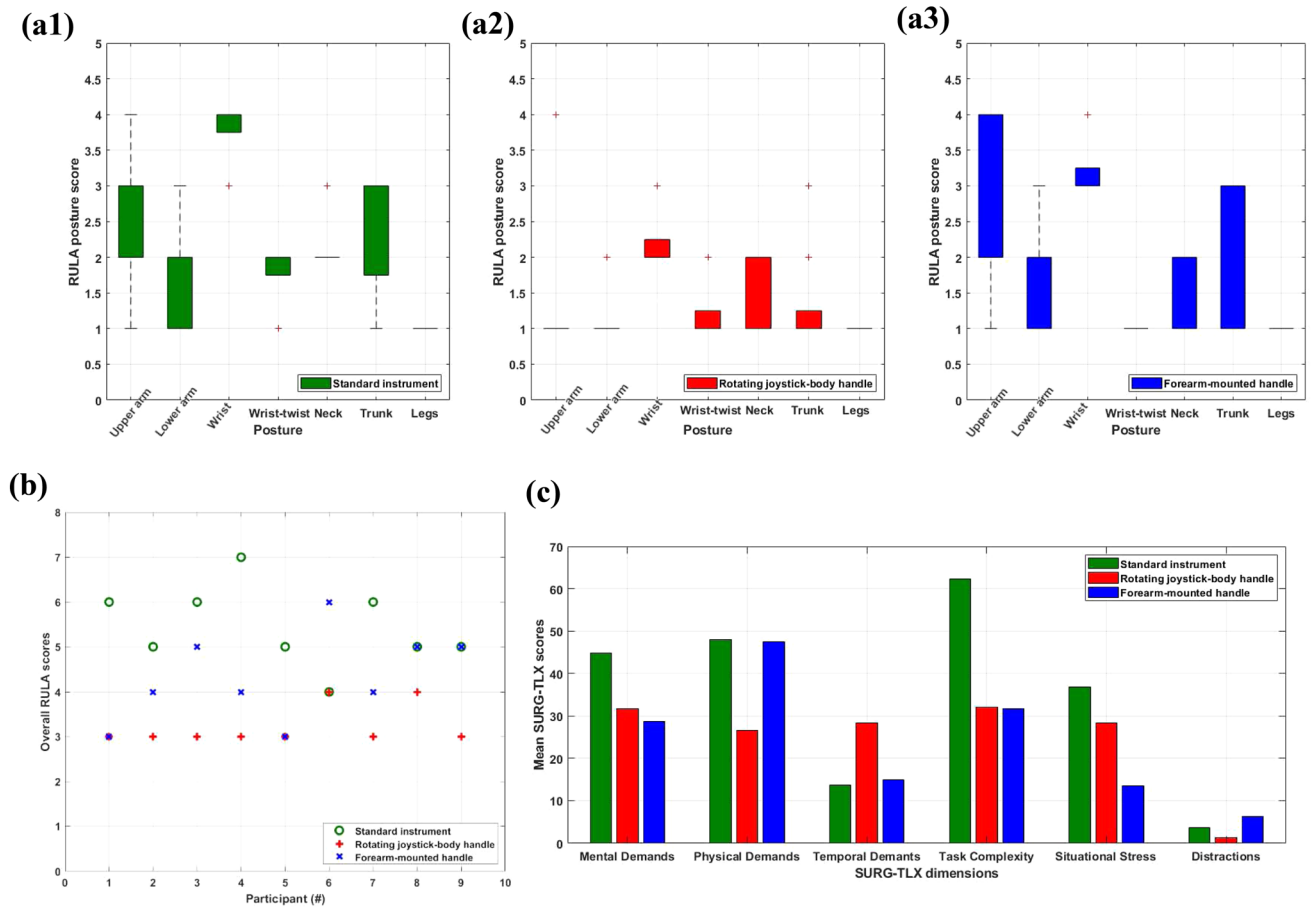 (a1)
5
4.5
4
3.5
3
2.5
2
1.5
1
0.5
0
RULA posture score
Standard instrument
Upper arm
Lower arm
Wrist
Wrist-twist
Neck
Trunk
Legs
Posture
(a2)
5
4.5
4
3.5
3
2.5
2
1.5
1
0.5
0
RULA posture score
Rotating joystick-body handle
Upper arm
Lower arm
Wrist
Wrist-twist
Neck
Trunk
Legs
Posture
(a3)
5
4.5
4
3.5
3
2.5
2
1.5
1
0.5
0
RULA posture score
Forearm-mounted handle
Upper arm
Lower arm
Wrist
Wrist-twist
Neck
Trunk
Legs
Posture
(b)
8
7
6
5
4
3
2
1
0
Overall RULA scores
Standard instrument
Rotating joystick-body handle
Forearm-mounted handle
0 1 2 3 4 5 6 7 8 9 10
Participant (#)
(c)
70
60
50
40
30
20
10
0
Mean SURG-TLX scores
Standard instrument
Rotating joystick-body handle
Forearm-mounted handle
Mental Demands
Physical Demands
Temporal Demants
Task Complexity
Situational Stress
Distractions
SURG-TLX dimensions